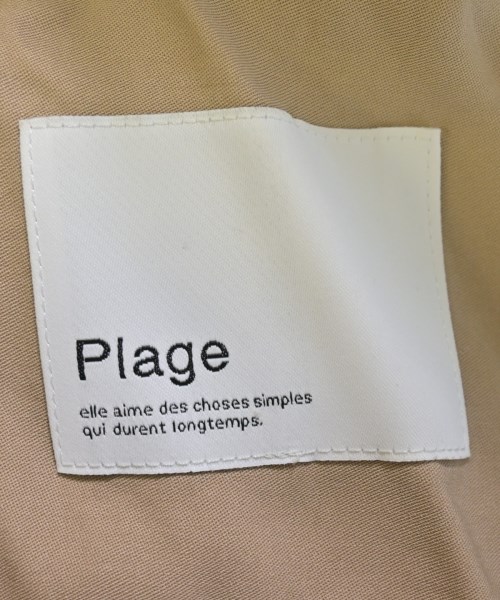 Plage
elle aime des choses simples
qui durent longtemps.